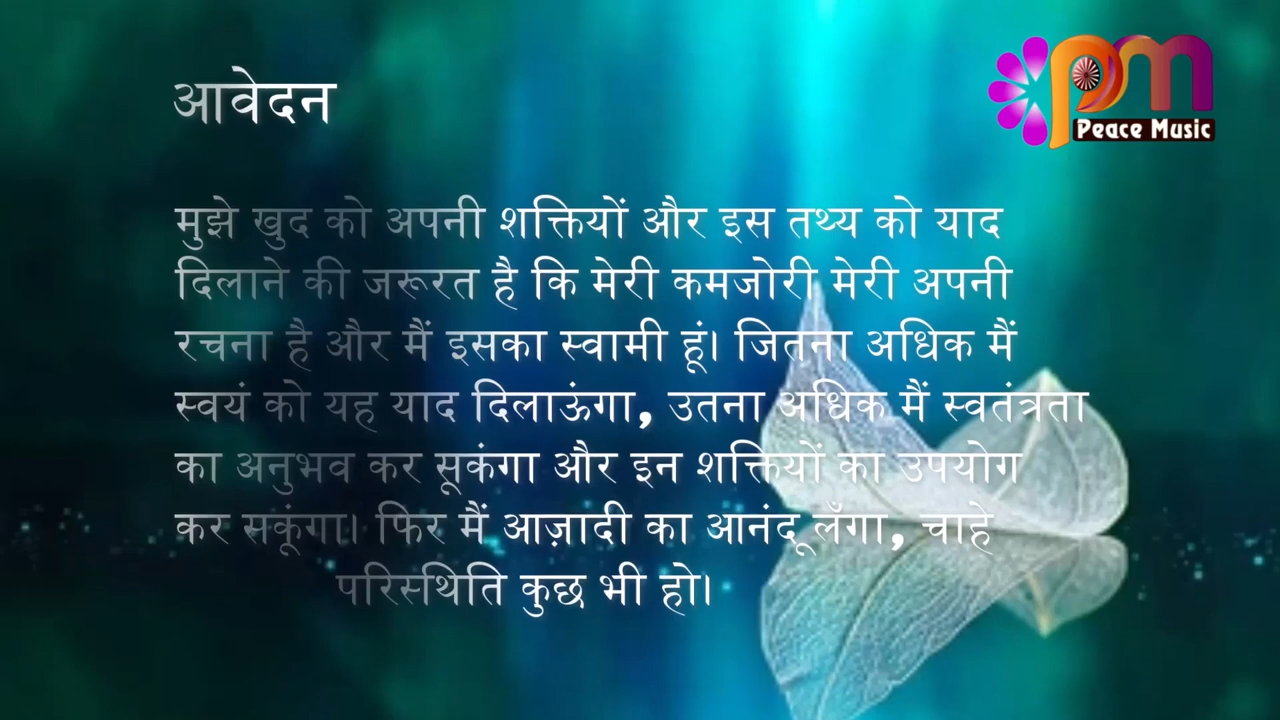 आवेदन
pm
Peace Music
मुझे खुद को अपनी शक्तियों और इस तथ्य को याद
दिलाने की जरूरत है कि मेरी कमजोरी मेरी अपनी
रचना है और मैं इसका स्वामी हूं। जितना अधिक मैं
स्वयं को यह याद दिलाऊंगा, उतना अधिक मैं स्वतंत्रता
का अनुभव कर सूकंगा और इन शक्तियों का उपयोग
कर सकूंगा। फिर मैं आज़ादी का आनंदू लँगा, चाहे
परिस्थिति कुछ भी हो।